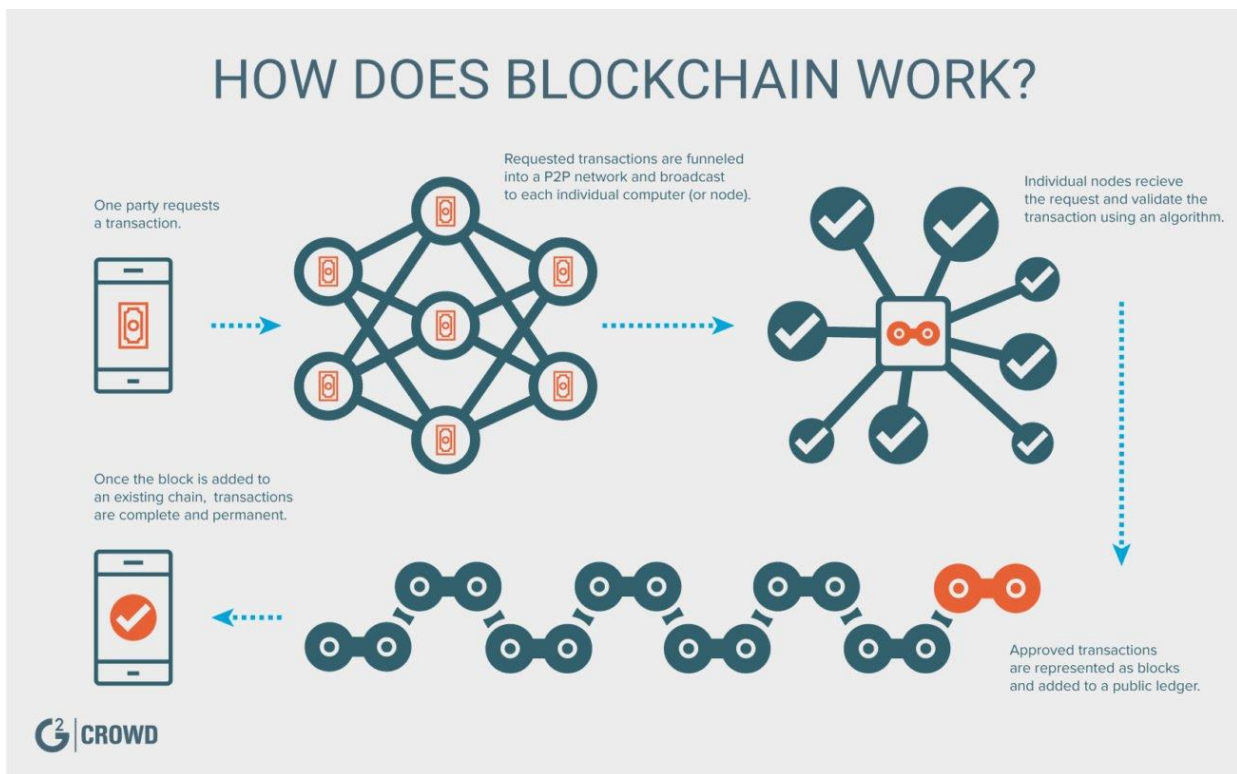 HOW DOES BLOCKCHAIN WORK?
One party requests
a transaction.
Requested transactions are funneled
into a P2P network and broadcast
to each individual computer (or node).
Individual nodes recieve
the request and validate the
transaction using an algorithm.
Approved transactions
are represented as blocks
and added to a public ledger.
Once the block is added to
an existing chain, transactions
are complete and permanent.
G2 | CROWD